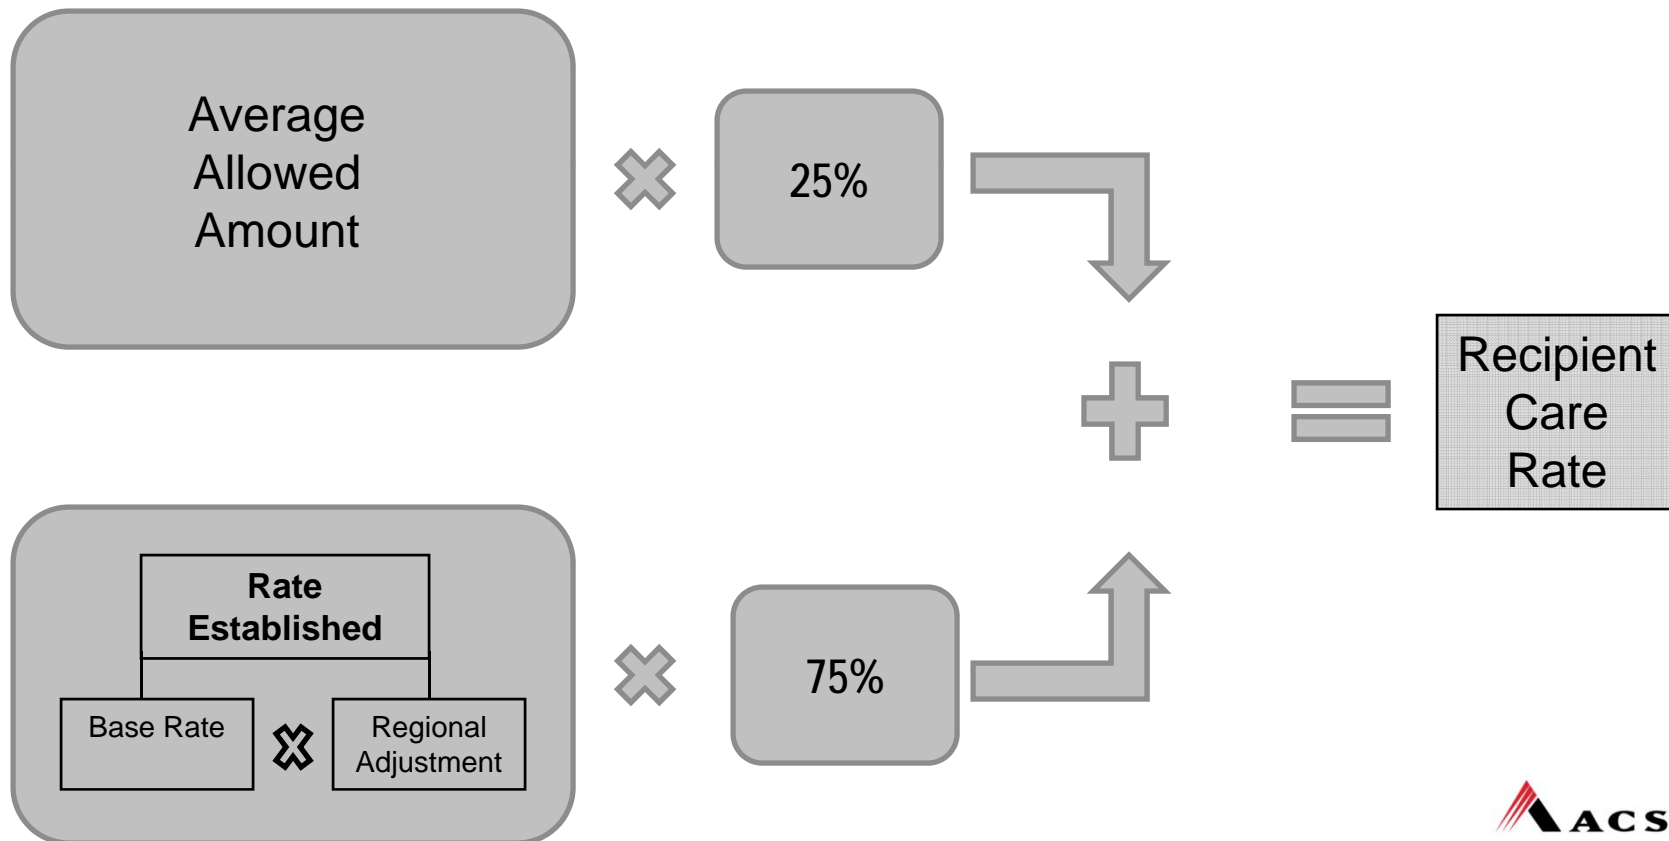 Average
Allowed
Amount
25%
Recipient
Care
Rate
Rate
Established
Base Rate
Regional
Adjustment
75%
ACS